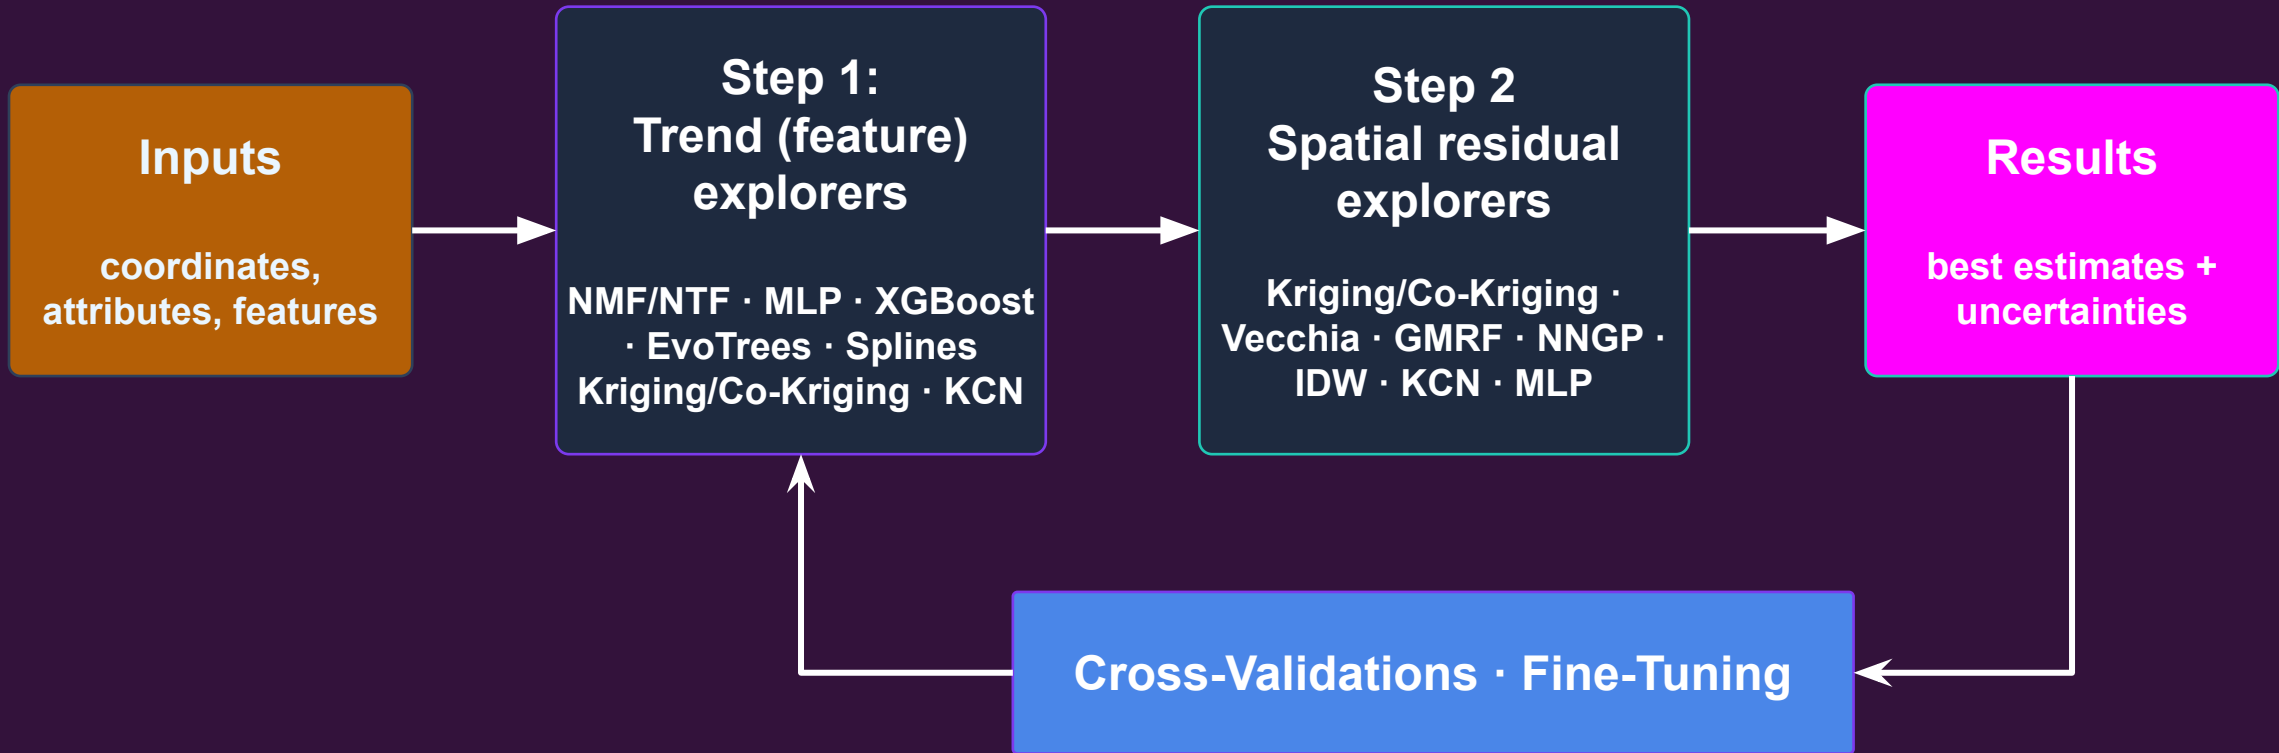 Inputs
coordinates,
attributes, features
Step 1:
Trend (feature)
explorers
NMF/NTF · MLP · XGBoost
· EvoTrees · Splines
Kriging/Co-Kriging · KCN
Step 2
Spatial residual
explorers
Kriging/Co-Kriging ·
Vecchia · GMRF · NNGP ·
IDW · KCN · MLP
Results
best estimates +
uncertainties
Cross-Validations · Fine-Tuning